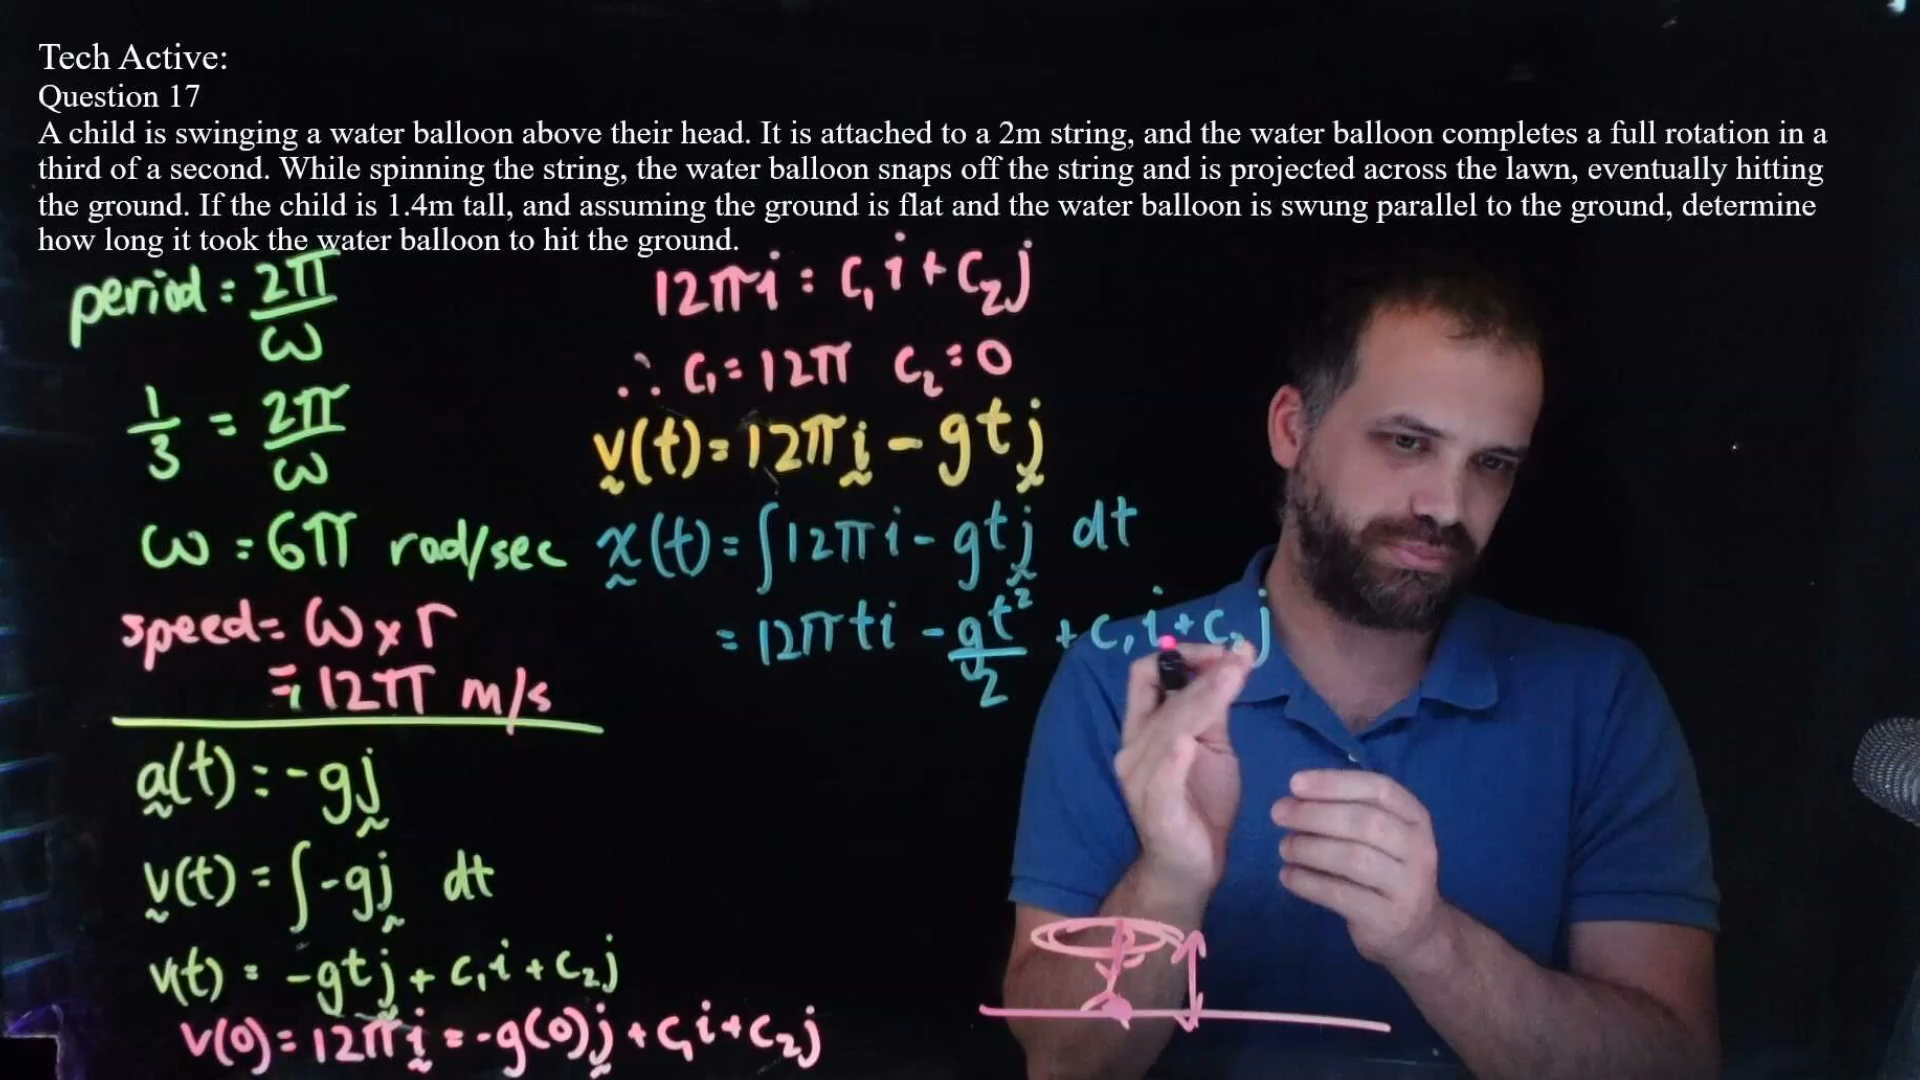 Tech Active:
Question 17
A child is swinging a water balloon above their head. It is attached to a 2m string, and the water balloon completes a full rotation in a
third of a second. While spinning the string, the water balloon snaps off the string and is projected across the lawn, eventually hitting
the ground. If the child is 1.4m tall, and assuming the ground is flat and the water balloon is swung parallel to the ground, determine
how long it took the water balloon to hit the ground.
period = 2π/ω
1/3 = 2π/ω
ω = 6π rad/sec
speed = ω × r
= 12π m/s
a(t) = -gj
v(t) = ∫-gj dt
v(t) = -gtj + c₁i + c₂j
v(0) = 12πi = -g(0)j + c₁i + c₂j
12πi = c₁i + c₂j
∴ c₁ = 12π c₂ = 0
v(t) = 12πi - gtj
x(t) = ∫12πi - gtj dt
= 12πti - gt²/2 + c₁i + c₂j